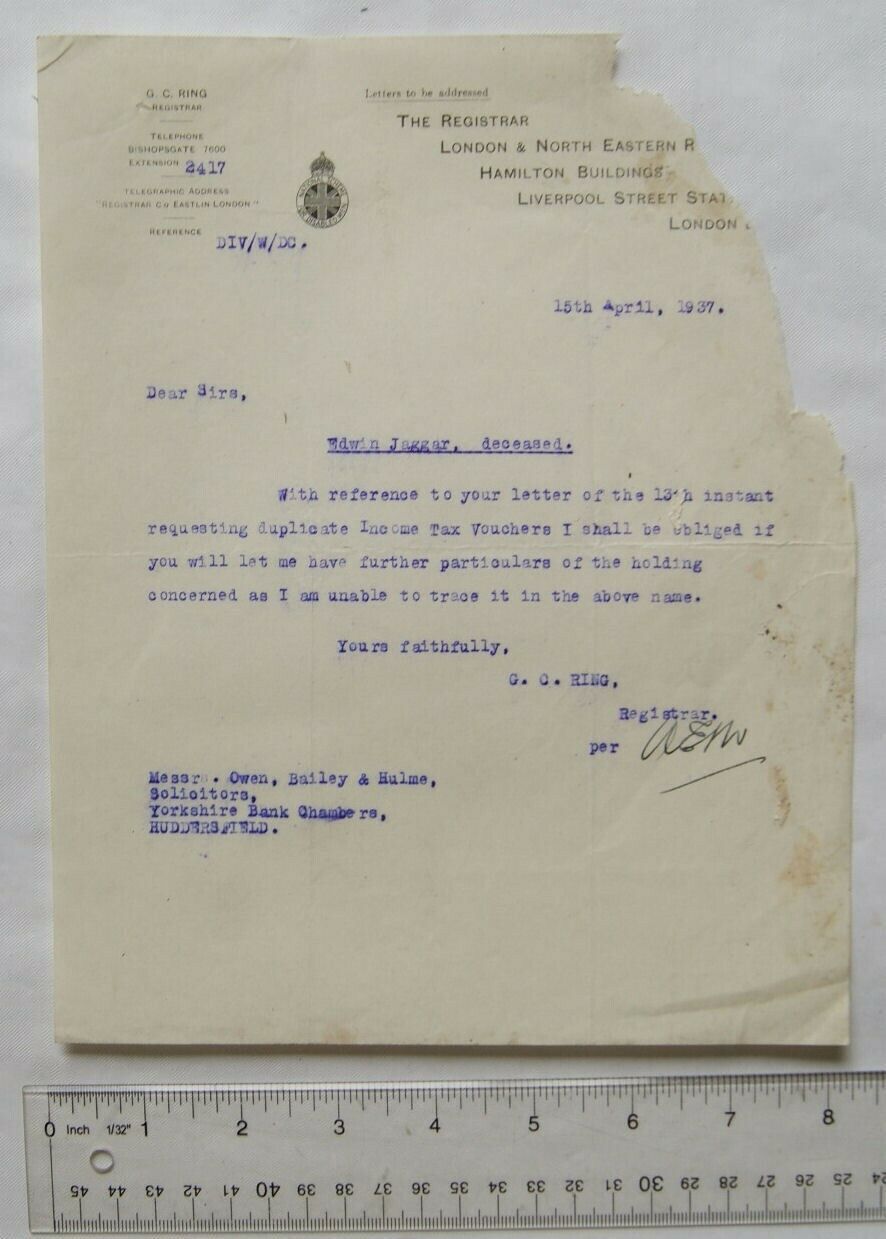 G. C. RING
REGISTRAR
TELEPHONE
BISHOPSGATE 7600
EXTENSION 2417
TELEGRAPHIC ADDRESS
"REGISTRAR C/O EASTLIN-LONDON"
REFERENCE
DIV/W/DC.
Letters to be addressed
THE REGISTRAR
LONDON & NORTH EASTERN R
HAMILTON BUILDINGS
LIVERPOOL STREET STAT
LONDON
15th April, 1937.
Dear Sirs,
Edwin Jaggar, deceased.
With reference to your letter of the 13th instant
requesting duplicate Income Tax Vouchers I shall be obliged if
you will let me have further particulars of the holding
concerned as I am unable to trace it in the above name.
Yours faithfully,
G. C. RING,
Registrar.
per
Messrs. Owen, Bailey & Hulme,
Solicitors,
Yorkshire Bank Chambers,
HUDDERSFIELD.
0 Inch 1/32" 1 2 3 4 5 6 7 8
45 44 43 42 41 40 39 38 37 36 35 34 33 32 31 30 29 28 27 26 25 24